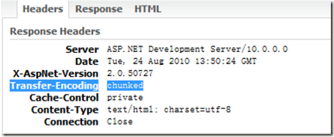 Headers Response HTML
Response Headers
Server ASP.NET Development Server/10.0.0.0
Date Tue, 24 Aug 2010 13:50:24 GMT
X-AspNet-Version 2.0.50727
Transfer-Encoding chunked
Cache-Control private
Content-Type text/html; charset=utf-8
Connection Close